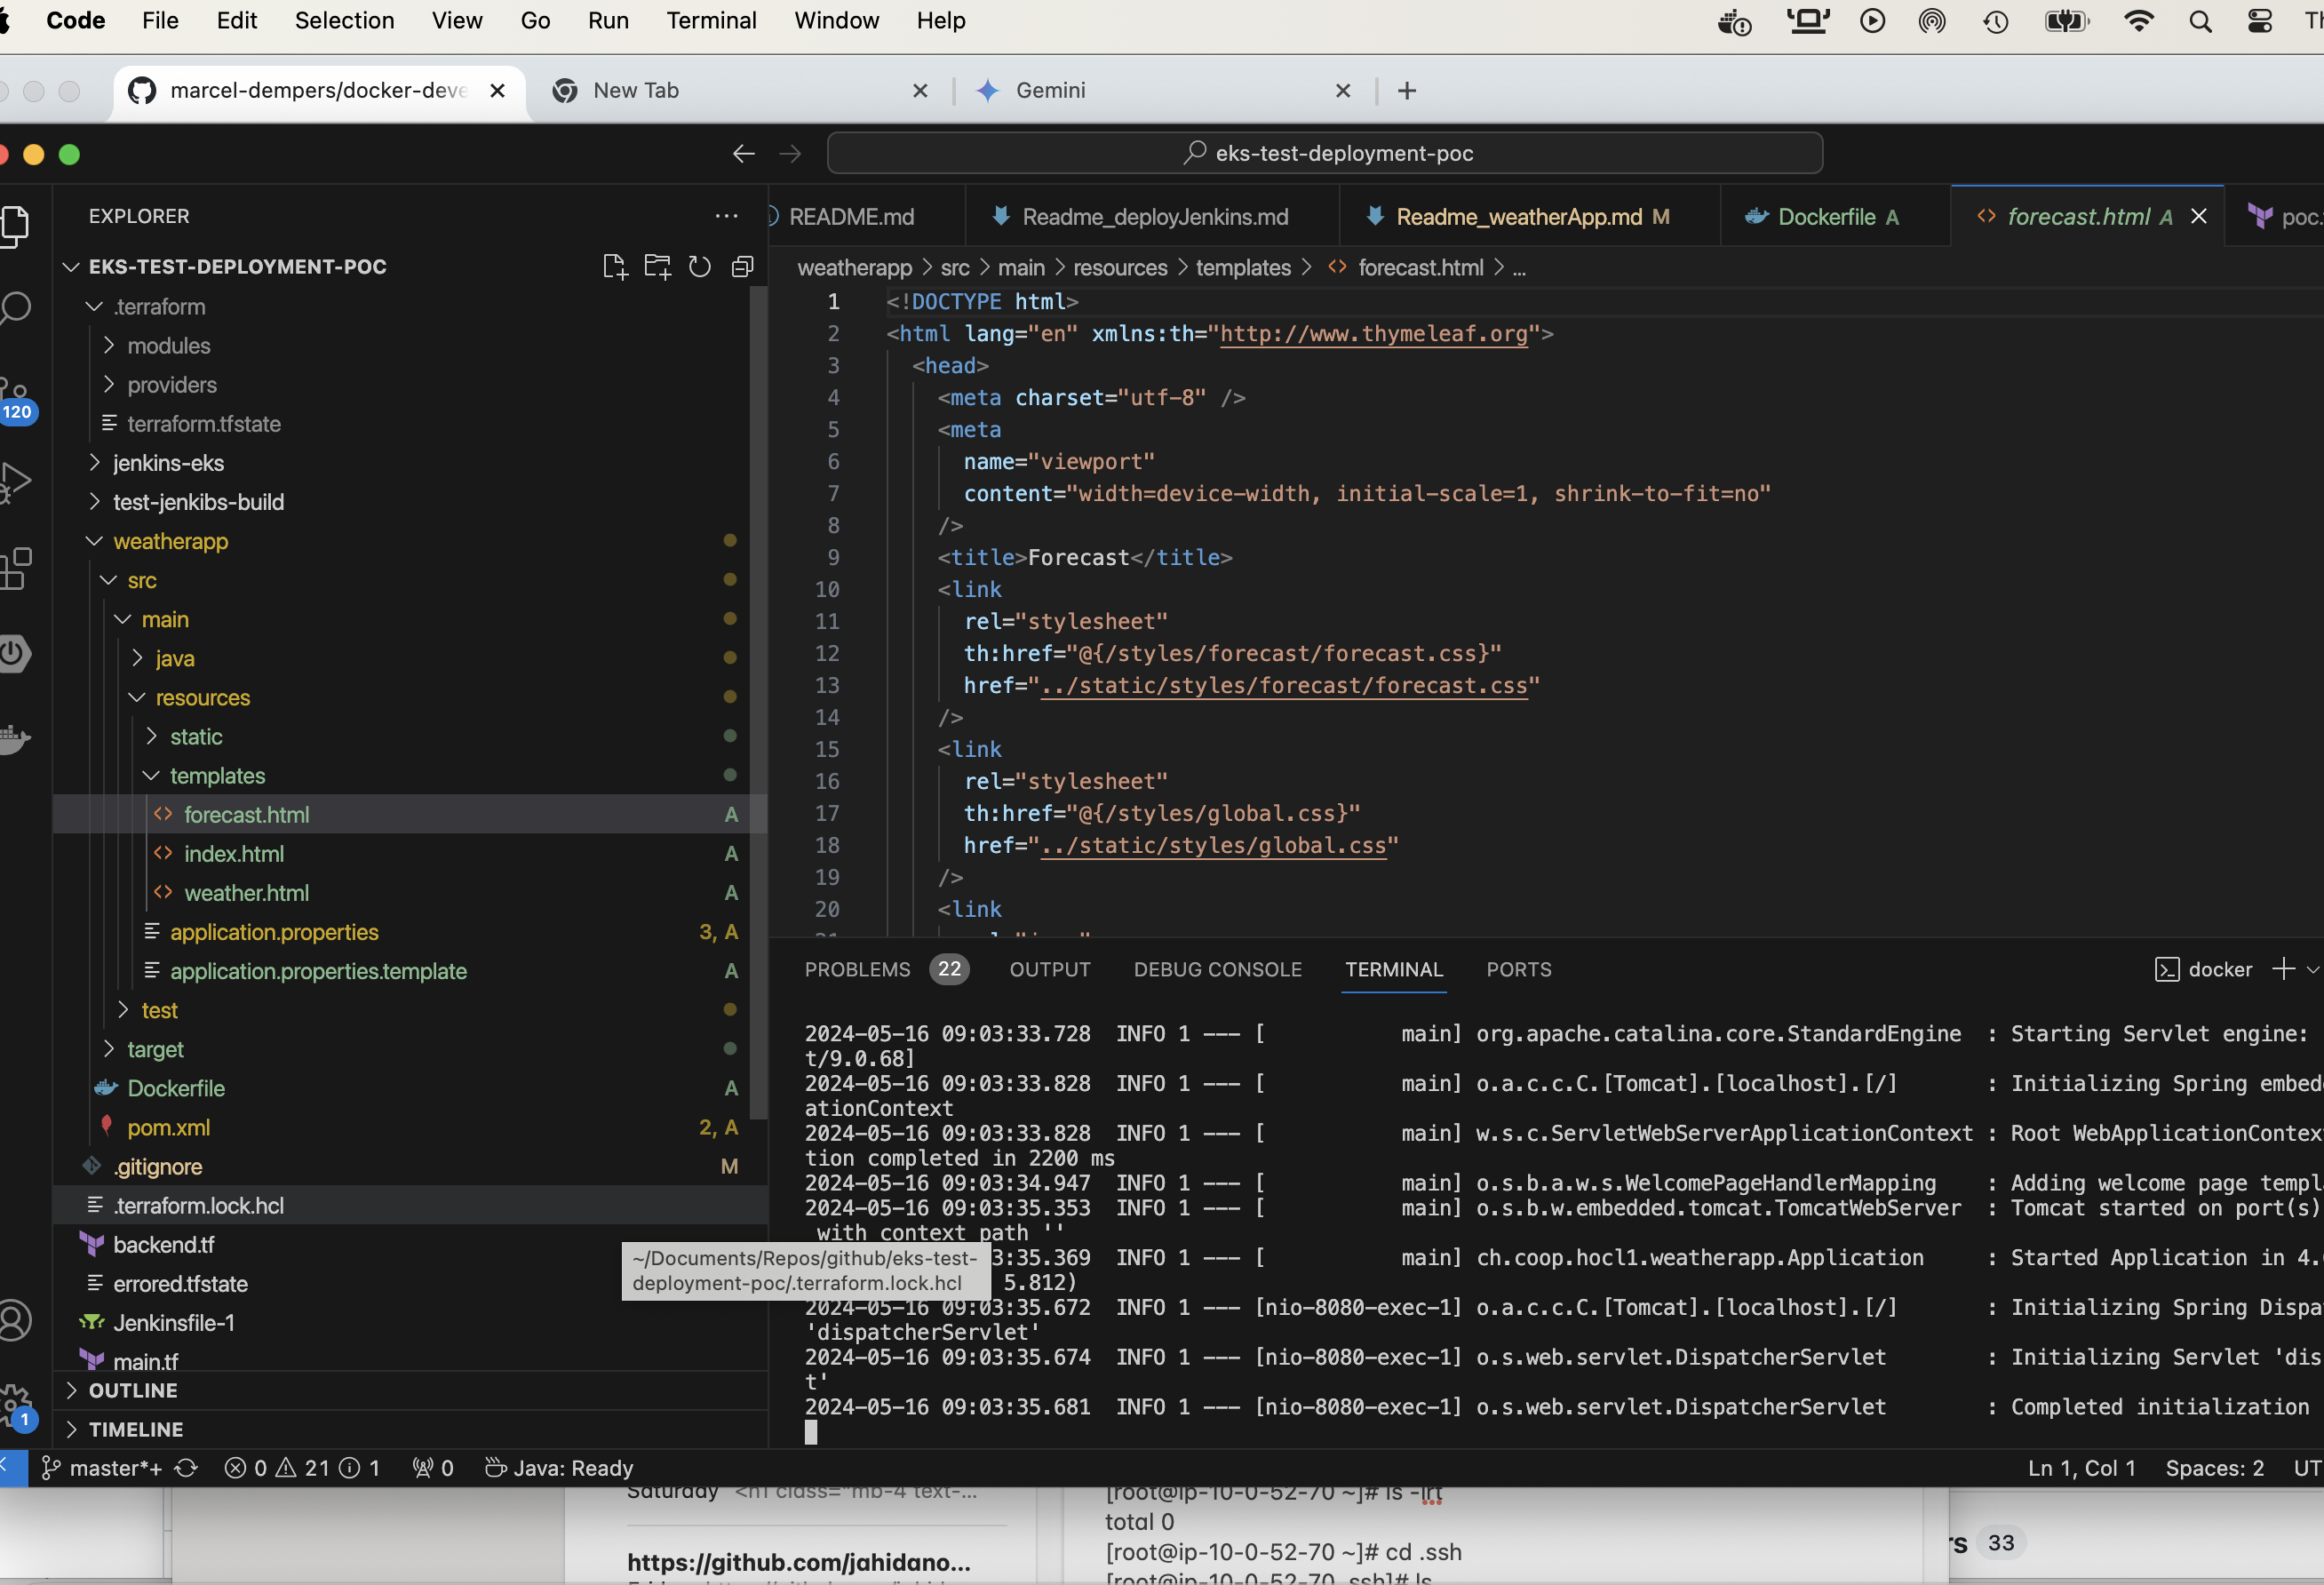 Code File Edit Selection View Go Run Terminal Window Help
marcel-dempers/docker-deve New Tab Gemini
eks-test-deployment-poc
EXPLORER
EKS-TEST-DEPLOYMENT-POC
.terraform
modules
providers
terraform.tfstate
120
jenkins-eks
test-jenkibs-build
weatherapp
src
main
java
resources
static
templates
forecast.html A
index.html A
weather.html A
application.properties 3, A
application.properties.template A
test
target
Dockerfile A
pom.xml 2, A
.gitignore M
.terraform.lock.hcl
backend.tf
errored.tfstate
Jenkinsfile-1
main.tf
OUTLINE
1
TIMELINE
~/Documents/Repos/github/eks-test-
deployment-poc/.terraform.lock.hcl
README.md Readme_deployJenkins.md Readme_weatherApp.md M Dockerfile A forecast.html A poc.
weatherapp > src > main > resources > templates > forecast.html > ...
1 <!DOCTYPE html>
2 <html lang="en" xmlns:th="http://www.thymeleaf.org">
3 <head>
4 <meta charset="utf-8" />
5 <meta
6 name="viewport"
7 content="width=device-width, initial-scale=1, shrink-to-fit=no"
8 />
9 <title>Forecast</title>
10 <link
11 rel="stylesheet"
12 th:href="@{/styles/forecast/forecast.css}"
13 href="../static/styles/forecast/forecast.css"
14 />
15 <link
16 rel="stylesheet"
17 th:href="@{/styles/global.css}"
18 href="../static/styles/global.css"
19 />
20 <link
PROBLEMS 22 OUTPUT DEBUG CONSOLE TERMINAL PORTS docker
2024-05-16 09:03:33.728 INFO 1 --- [ main] org.apache.catalina.core.StandardEngine : Starting Servlet engine:
t/9.0.68]
2024-05-16 09:03:33.828 INFO 1 --- [ main] o.a.c.c.C.[Tomcat].[localhost].[/] : Initializing Spring embed
ationContext
2024-05-16 09:03:33.828 INFO 1 --- [ main] w.s.c.ServletWebServerApplicationContext : Root WebApplicationContex
tion completed in 2200 ms
2024-05-16 09:03:34.947 INFO 1 --- [ main] o.s.b.a.w.s.WelcomePageHandlerMapping : Adding welcome page templ
2024-05-16 09:03:35.353 INFO 1 --- [ main] o.s.b.w.embedded.tomcat.TomcatWebServer : Tomcat started on port(s)
with context path ''
3:35.369 INFO 1 --- [ main] ch.coop.hocl1.weatherapp.Application : Started Application in 4.
5.812)
2024-05-16 09:03:35.672 INFO 1 --- [nio-8080-exec-1] o.a.c.c.C.[Tomcat].[localhost].[/] : Initializing Spring Dispa
'dispatcherServlet'
2024-05-16 09:03:35.674 INFO 1 --- [nio-8080-exec-1] o.s.web.servlet.DispatcherServlet : Initializing Servlet 'dis
t'
2024-05-16 09:03:35.681 INFO 1 --- [nio-8080-exec-1] o.s.web.servlet.DispatcherServlet : Completed initialization
master*+ 0 21 1 0 Java: Ready Ln 1, Col 1 Spaces: 2 UT
Saturday <h1 class="mb-4 text-...
https://github.com/jahidano...
[root@ip-10-0-52-70 ~]# ls -lrt
total 0
[root@ip-10-0-52-70 ~]# cd .ssh
[root@ip-10-0-52-70 .ssh]# ls
rs 33